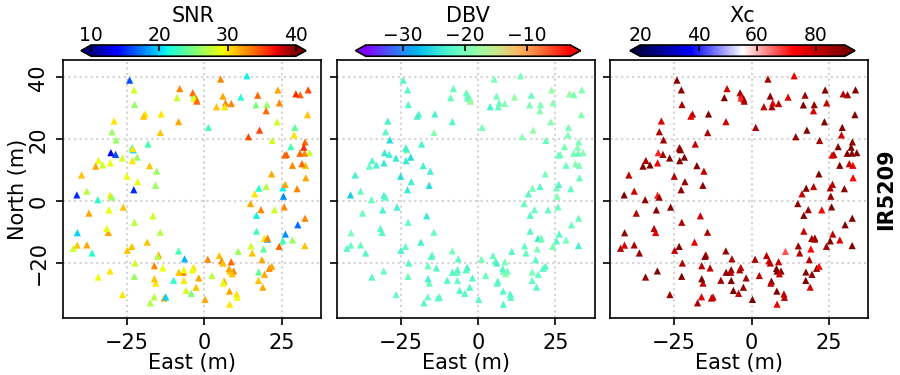 SNR DBV Xc
10 20 30 40 −30 −20 −10 20 40 60 80
North (m)
40
20
0
−20
IR5209
−25 0 25 −25 0 25 −25 0 25
East (m) East (m) East (m)